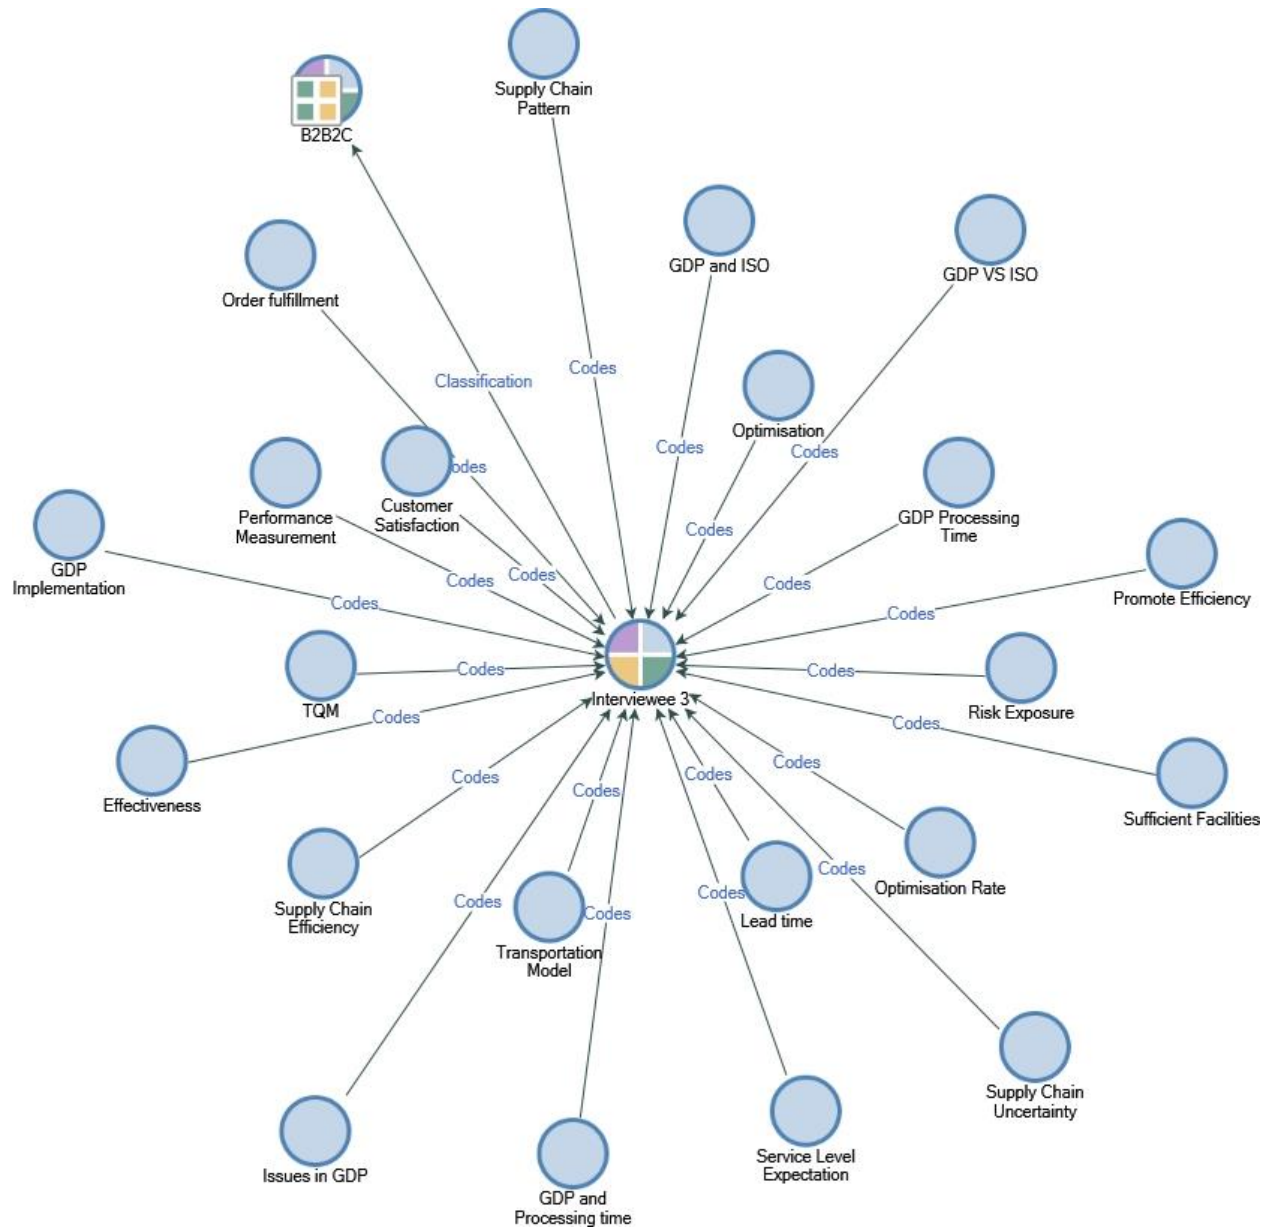 Supply Chain
Pattern
B2B2C
GDP and ISO
GDP VS ISO
Order fulfillment
Codes
Classification
Optimisation
Codes
Codes
odes
Customer
Satisfaction
Performance
Measurement
GDP Processing
Time
Codes
GDP
Implementation
Codes
Codes
Codes
Promote Efficiency
Codes
Codes
TQM
Codes
Codes
Interviewee 3
Risk Exposure
Codes
Codes
Effectiveness
Codes
Codes
Codes
Codes
Sufficient Facilities
Supply Chain
Efficiency
Codes
Codes
Codes
Codes
Optimisation Rate
Transportation
Model
Lead time
Issues in GDP
GDP and
Processing time
Service Level
Expectation
Supply Chain
Uncertainty